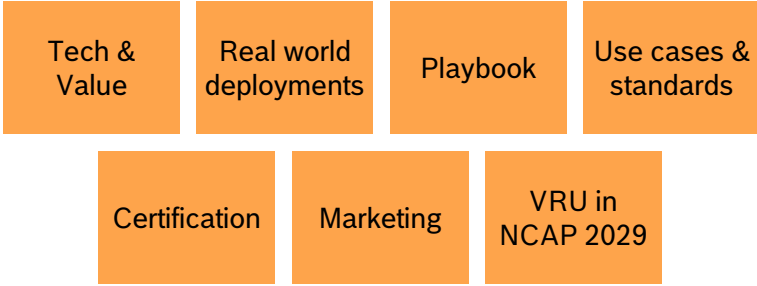 Tech &
Value
Real world
deployments
Playbook
Use cases &
standards
Certification
Marketing
VRU in
NCAP 2029